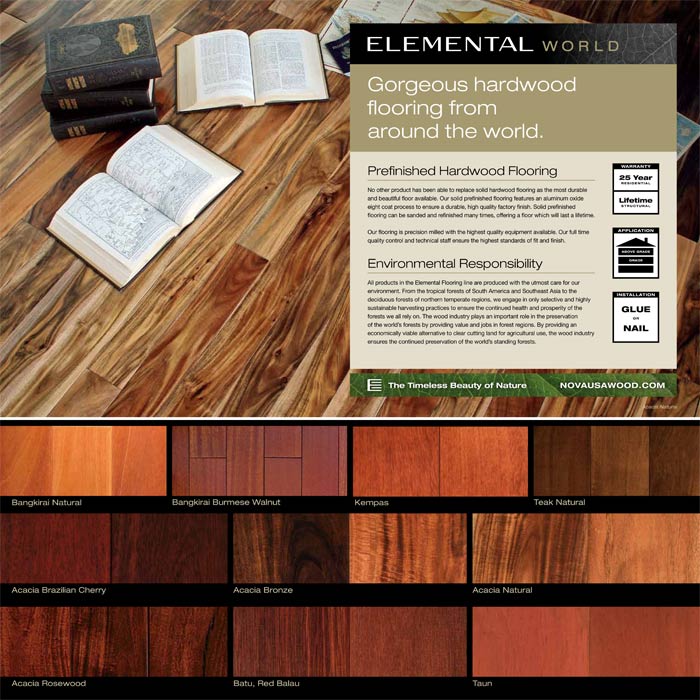 ELEMENTAL WORLD
Gorgeous hardwood
flooring from
around the world.
Prefinished Hardwood Flooring
No other product has been able to replace solid hardwood flooring as the most durable
and beautiful floor available. Our solid prefinished flooring features an aluminum oxide
eight coat process to ensure a durable, high quality factory finish. Solid prefinished
flooring can be sanded and refinished many times, offering a floor which will last a lifetime.
Our flooring is precision milled with the highest quality equipment available. Our full time
quality control and technical staff ensure the highest standards of fit and finish.
Environmental Responsibility
All products in the Elemental Flooring line are produced with the utmost care for our
environment. From the tropical forests of South America and Southeast Asia to the
deciduous forests of northern temperate regions, we engage in only selective and highly
sustainable harvesting practices to ensure the continued health and prosperity of the
forests we all rely on. The wood industry plays an important role in the preservation
of the world's forests by providing value and jobs in forest regions. By providing an
economically viable alternative to clear cutting land for agricultural use, the wood industry
ensures the continued preservation of the world's standing forests.
WARRANTY
25 Year
RESIDENTIAL
Lifetime
STRUCTURAL
APPLICATION
ABOVE GRADE
GRADE
INSTALLATION
GLUE
OR
NAIL
The Timeless Beauty of Nature
NOVAUSAWOOD.COM
Acacia Natural
Bangkirai Natural
Bangkirai Burmese Walnut
Kempas
Teak Natural
Acacia Brazilian Cherry
Acacia Bronze
Acacia Natural
Acacia Rosewood
Batu, Red Balau
Taun